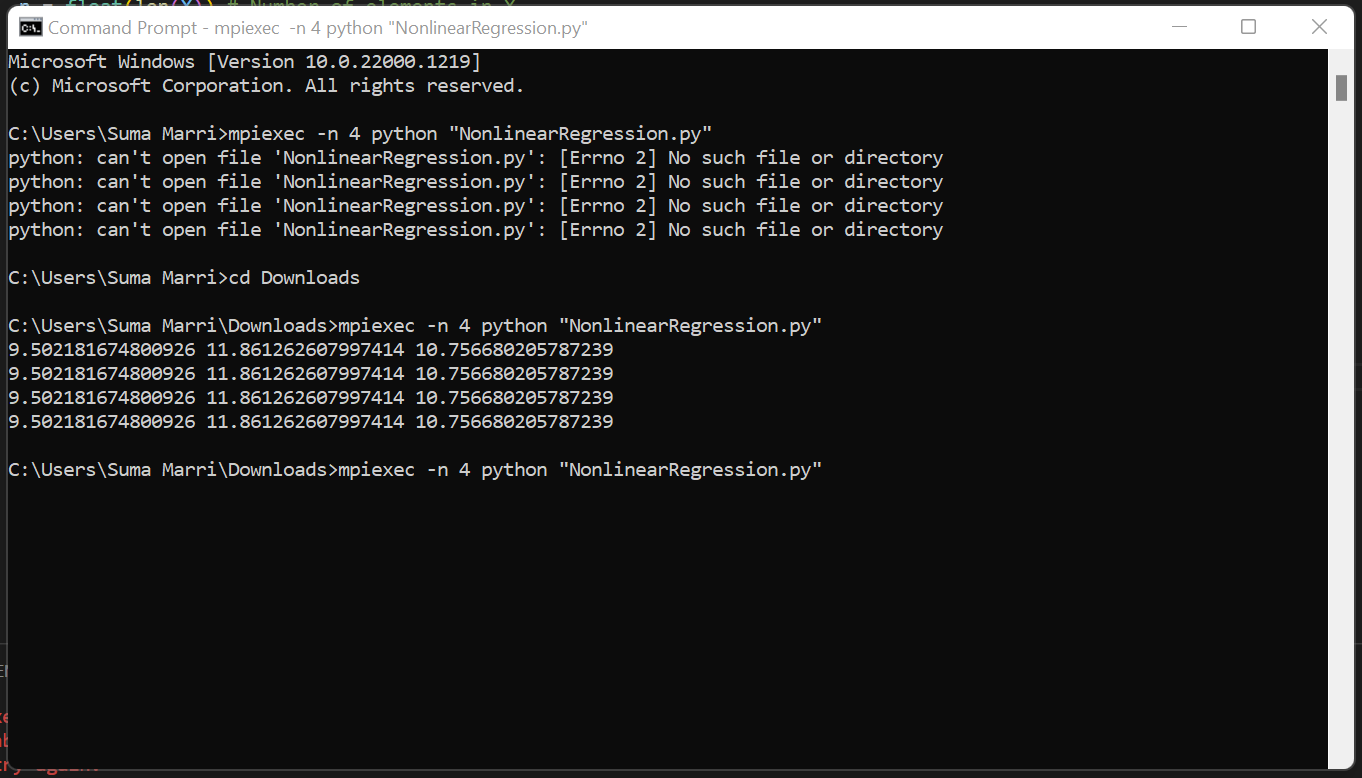 n = float(len(X)) # Number of elements in X
Command Prompt - mpiexec -n 4 python "NonlinearRegression.py"
Microsoft Windows [Version 10.0.22000.1219]
(c) Microsoft Corporation. All rights reserved.
C:\Users\Suma Marri>mpiexec -n 4 python "NonlinearRegression.py"
python: can't open file 'NonlinearRegression.py': [Errno 2] No such file or directory
python: can't open file 'NonlinearRegression.py': [Errno 2] No such file or directory
python: can't open file 'NonlinearRegression.py': [Errno 2] No such file or directory
python: can't open file 'NonlinearRegression.py': [Errno 2] No such file or directory
C:\Users\Suma Marri>cd Downloads
C:\Users\Suma Marri\Downloads>mpiexec -n 4 python "NonlinearRegression.py"
9.502181674800926 11.861262607997414 10.756680205787239
9.502181674800926 11.861262607997414 10.756680205787239
9.502181674800926 11.861262607997414 10.756680205787239
9.502181674800926 11.861262607997414 10.756680205787239
C:\Users\Suma Marri\Downloads>mpiexec -n 4 python "NonlinearRegression.py"